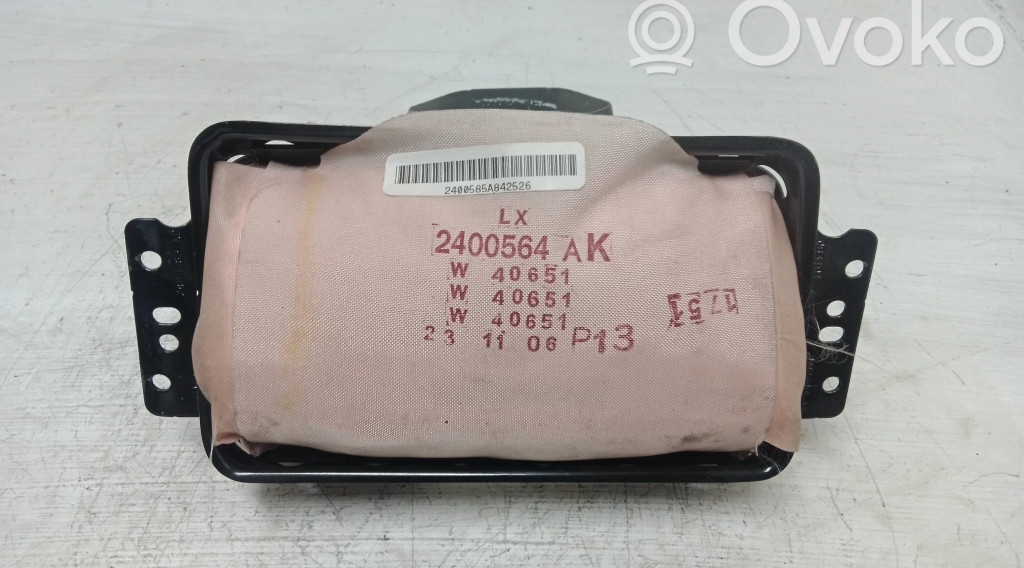 Ovoko
2400585A842526
LX
2400564 AK
W 40651
W 40651
W 40651
23 11 06 P13
1751